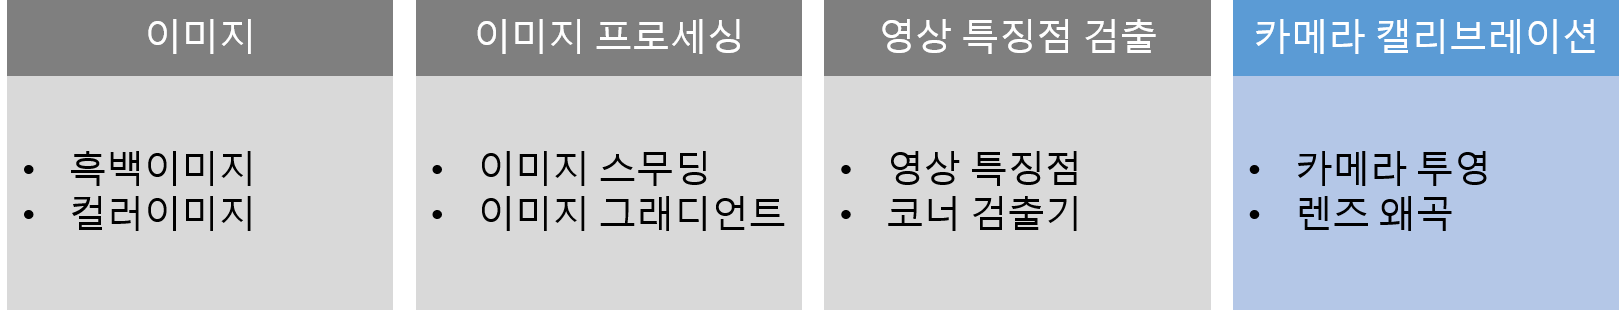 이미지
• 흑백이미지
• 컬러이미지
이미지 프로세싱
• 이미지 스무딩
• 이미지 그래디언트
영상 특징점 검출
• 영상 특징점
• 코너 검출기
카메라 캘리브레이션
• 카메라 투영
• 렌즈 왜곡